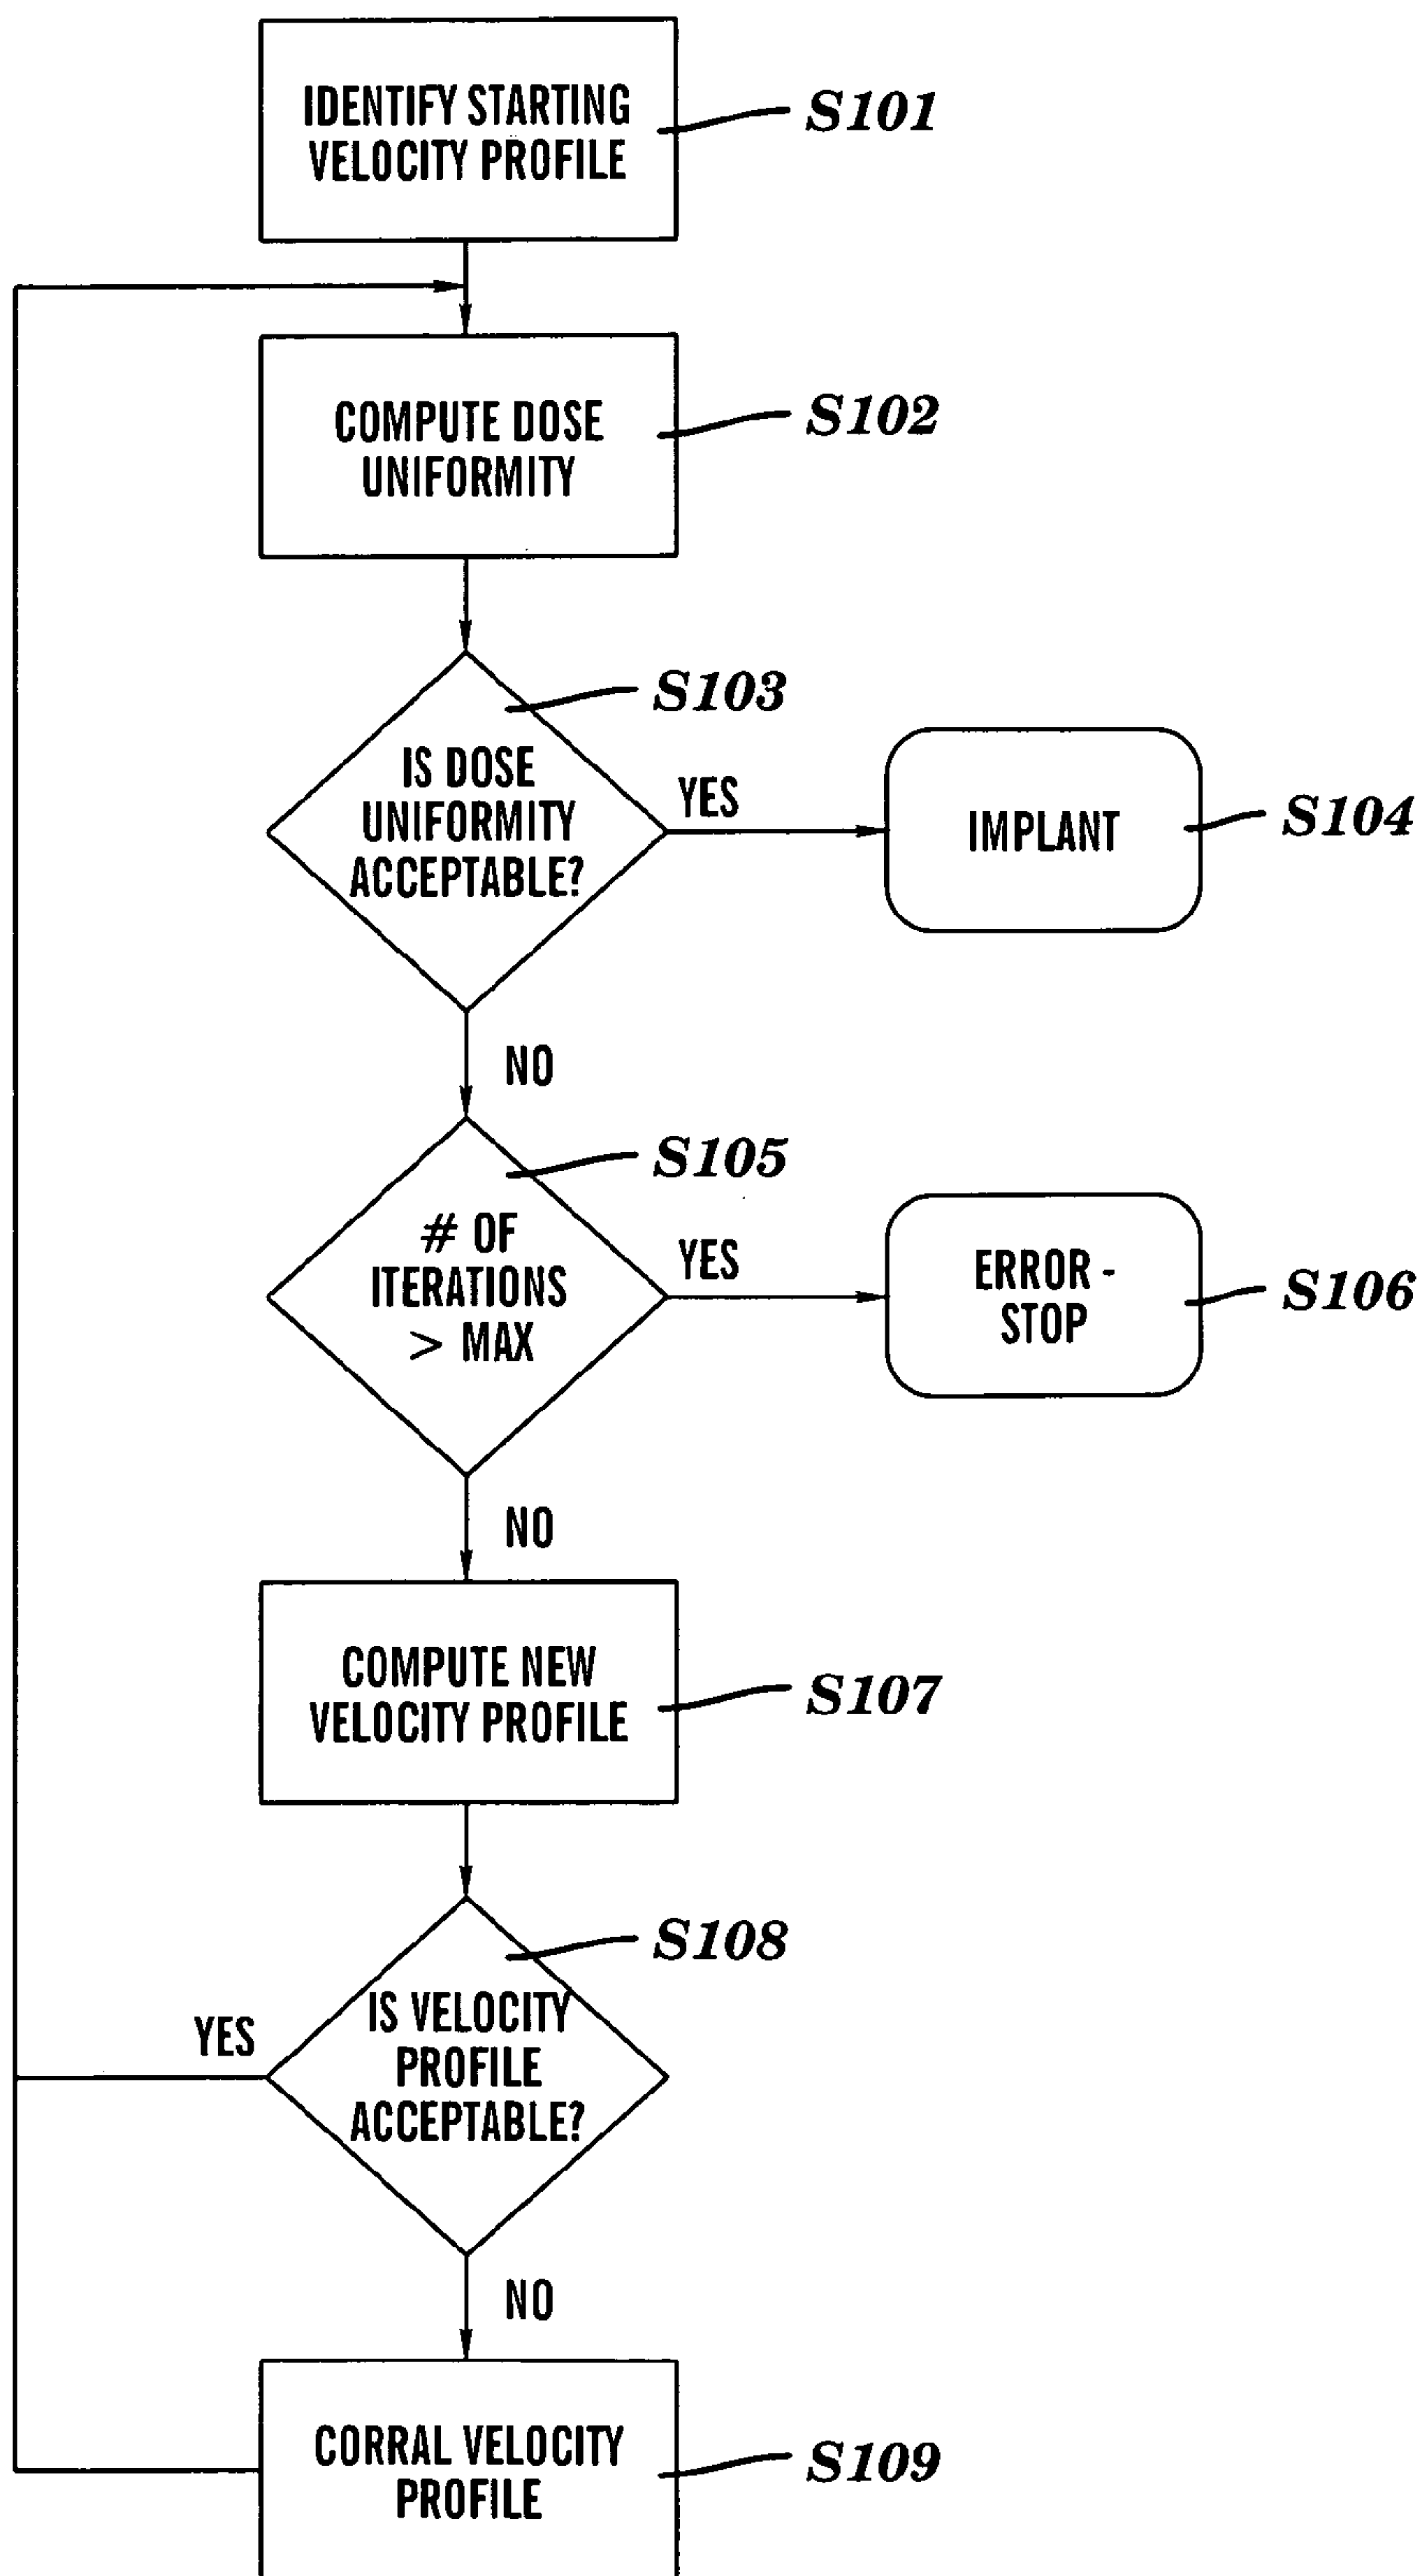 IDENTIFY STARTING
VELOCITY PROFILE
S101
COMPUTE DOSE
UNIFORMITY
S102
S103
IS DOSE
UNIFORMITY
ACCEPTABLE?
YES
IMPLANT
S104
NO
S105
# OF
ITERATIONS
> MAX
YES
ERROR -
STOP
S106
NO
COMPUTE NEW
VELOCITY PROFILE
S107
S108
IS VELOCITY
PROFILE
ACCEPTABLE?
YES
NO
CORRAL VELOCITY
PROFILE
S109